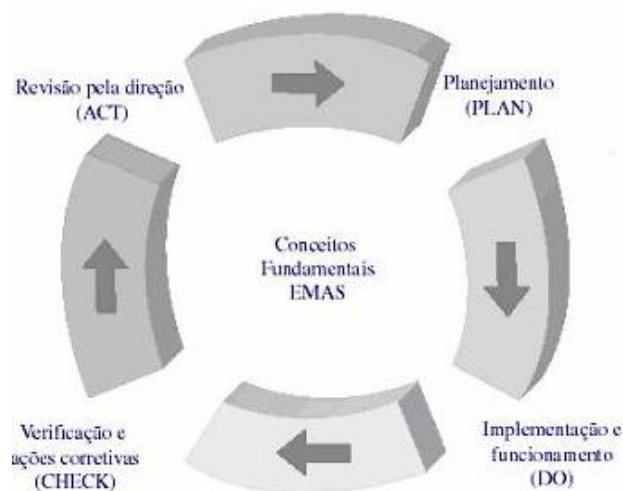 Revisão pela direção
(ACT)
Planejamento
(PLAN)
Conceitos
Fundamentais
EMAS
Verificação e
ações corretivas
(CHECK)
Implementação e
funcionamento
(DO)